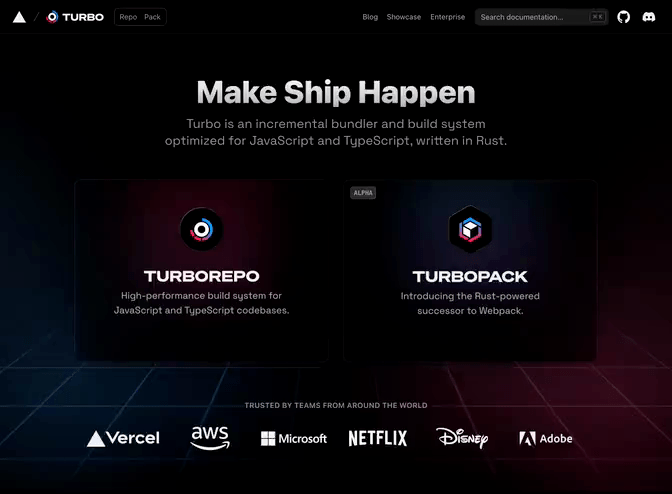 TURBO Repo Pack Blog Showcase Enterprise Search documentation... ⌘K
Make Ship Happen
Turbo is an incremental bundler and build system
optimized for JavaScript and TypeScript, written in Rust.
TURBOREPO
High-performance build system for
JavaScript and TypeScript codebases.
ALPHA
TURBOPACK
Introducing the Rust-powered
successor to Webpack.
TRUSTED BY TEAMS FROM AROUND THE WORLD
Vercel aws Microsoft NETFLIX Disney Adobe